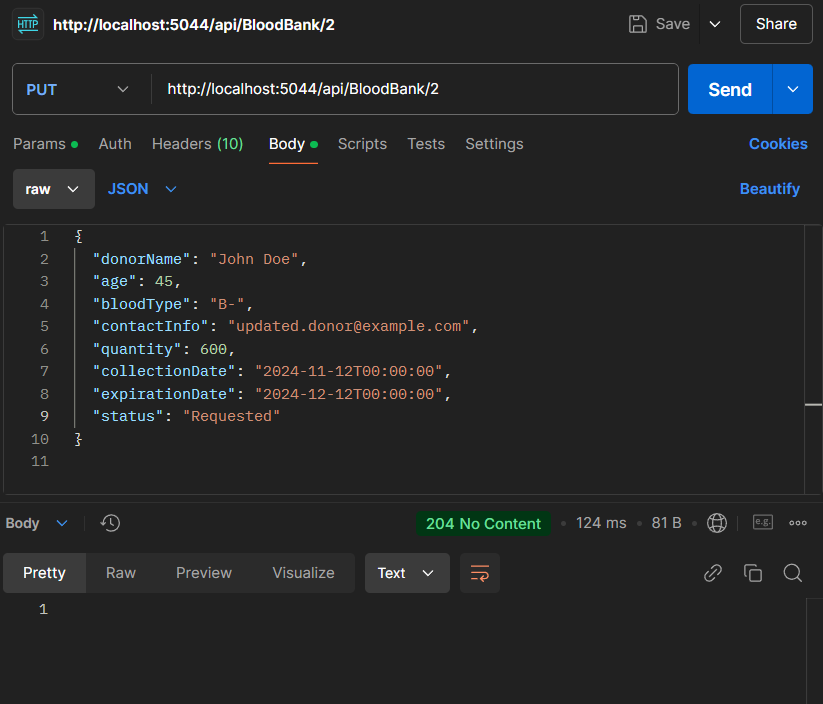 HTTP http://localhost:5044/api/BloodBank/2 Save Share
PUT http://localhost:5044/api/BloodBank/2 Send
Params Auth Headers (10) Body Scripts Tests Settings Cookies
raw JSON Beautify
1 {
2 "donorName": "John Doe",
3 "age": 45,
4 "bloodType": "B-",
5 "contactInfo": "updated.donor@example.com",
6 "quantity": 600,
7 "collectionDate": "2024-11-12T00:00:00",
8 "expirationDate": "2024-12-12T00:00:00",
9 "status": "Requested"
10 }
11
Body 204 No Content • 124 ms • 81 B • e.g.
Pretty Raw Preview Visualize Text
1